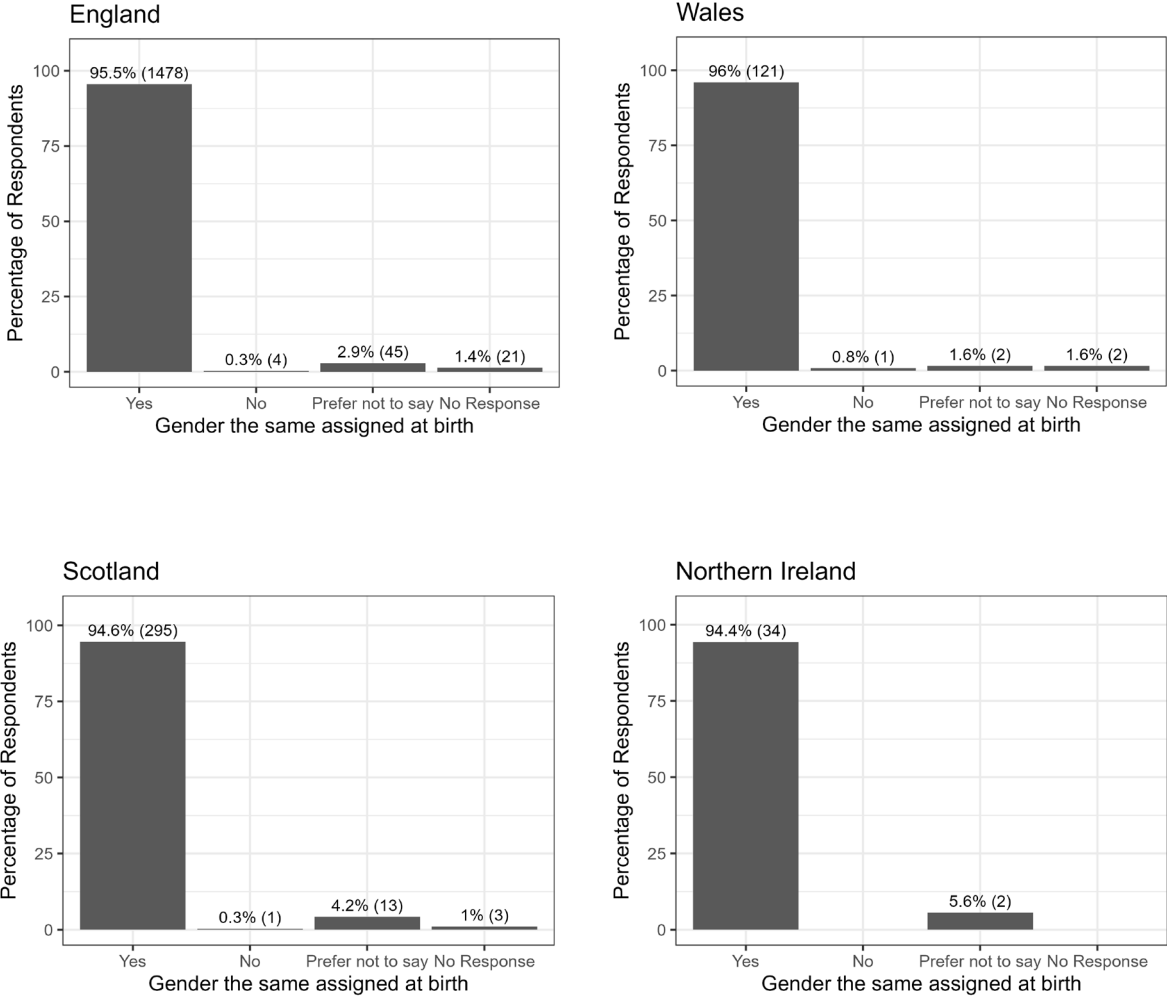 England
Percentage of Respondents
100
75
50
25
0
95.5% (1478)
0.3% (4)
2.9% (45)
1.4% (21)
Yes No Prefer not to say No Response
Gender the same assigned at birth
Wales
Percentage of Respondents
100
75
50
25
0
96% (121)
0.8% (1)
1.6% (2)
1.6% (2)
Yes No Prefer not to say No Response
Gender the same assigned at birth
Scotland
Percentage of Respondents
100
75
50
25
0
94.6% (295)
0.3% (1)
4.2% (13)
1% (3)
Yes No Prefer not to say No Response
Gender the same assigned at birth
Northern Ireland
Percentage of Respondents
100
75
50
25
0
94.4% (34)
5.6% (2)
Yes No Prefer not to say No Response
Gender the same assigned at birth